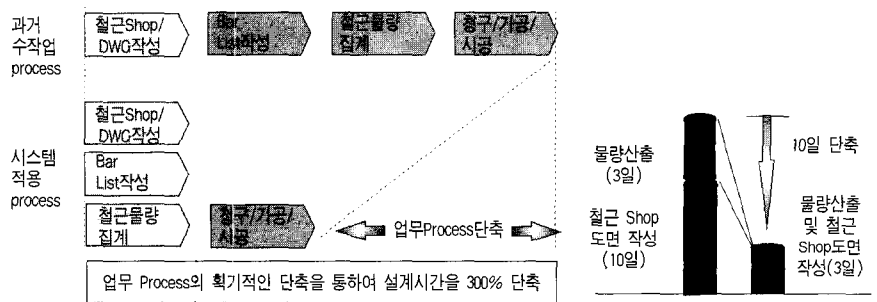 과거
수작업
process
철근Shop/
DWG작성
Bar
List작성
철근물량
집계
청구/가공/
시공
시스템
적용
process
철근Shop/
DWG작성
Bar
List작성
철근물량
집계
청구/가공/
시공
업무Process단축
업무 Process의 획기적인 단축을 통하여 설계시간을 300% 단축
물량산출
(3일)
철근 Shop
도면 작성
(10일)
10일 단축
물량산출
및 철근
Shop도면
작성(3일)